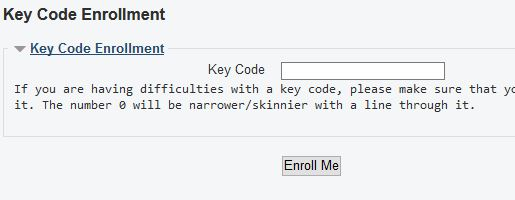 Key Code Enrollment
Key Code Enrollment
Key Code
If you are having difficulties with a key code, please make sure that
it. The number 0 will be narrower/skinnier with a line through it.
Enroll Me